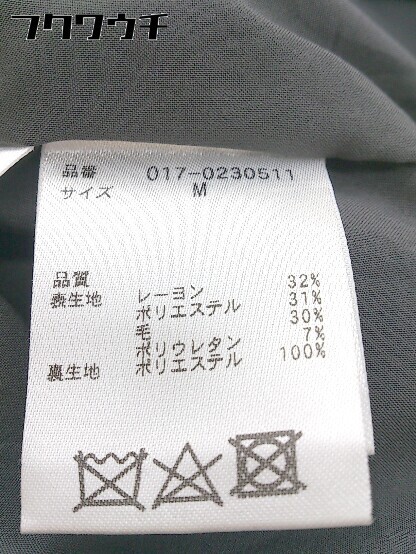 フクウクチ
品番 017-0230511
サイズ M
品質
表生地 レーヨン 32%
ポリエステル 31%
毛 30%
ポリウレタン 7%
裏生地 ポリエステル 100%